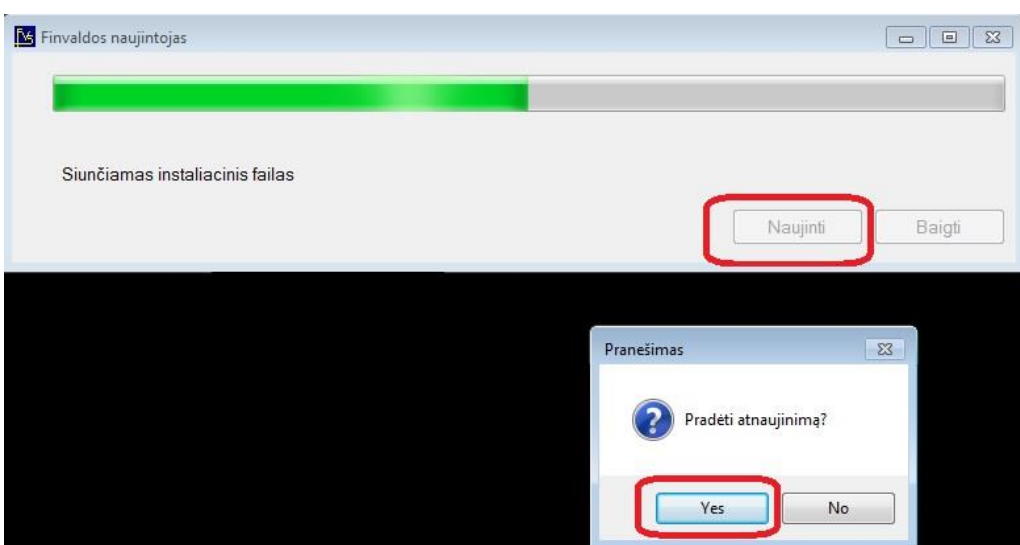 Finvaldos naujintojas
Siunčiamas instaliacinis failas
Naujinti Baigti
Pranešimas
Pradėti atnaujinimą?
Yes No